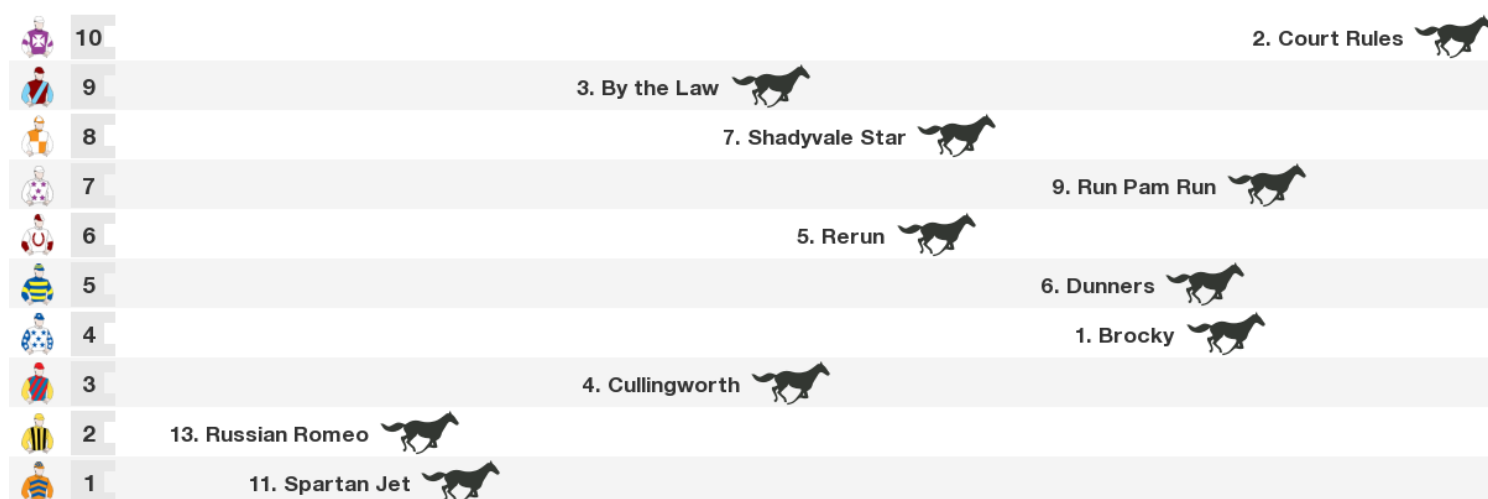 10 2. Court Rules
9 3. By the Law
8 7. Shadyvale Star
7 9. Run Pam Run
6 5. Rerun
5 6. Dunners
4 1. Brocky
3 4. Cullingworth
2 13. Russian Romeo
1 11. Spartan Jet